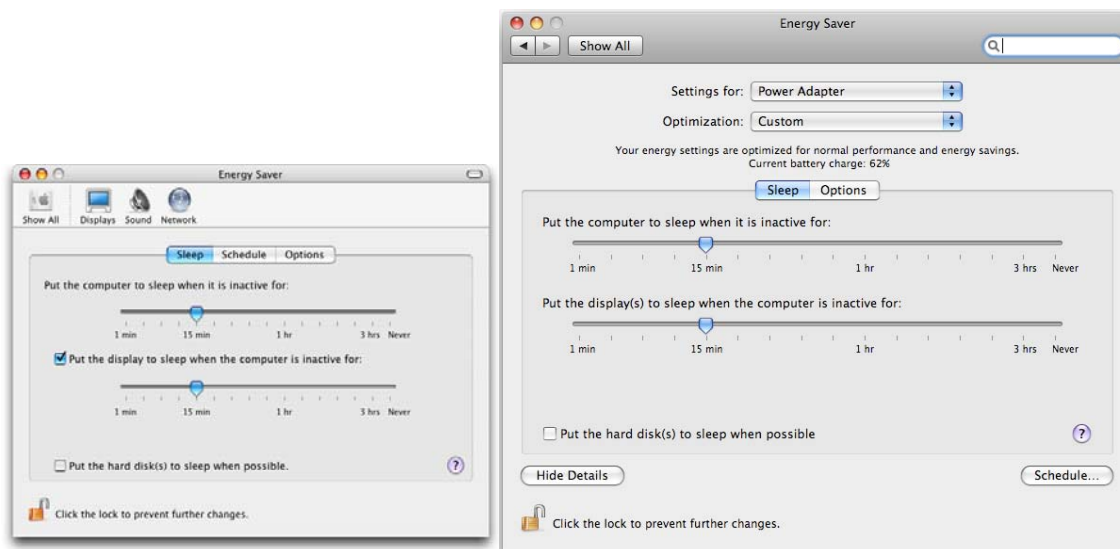 Energy Saver
Show All Displays Sound Network
Sleep Schedule Options
Put the computer to sleep when it is inactive for:
1 min 15 min 1 hr 3 hrs Never
Put the display to sleep when the computer is inactive for:
1 min 15 min 1 hr 3 hrs Never
Put the hard disk(s) to sleep when possible.
?
Click the lock to prevent further changes.
Energy Saver
Show All
Settings for: Power Adapter
Optimization: Custom
Your energy settings are optimized for normal performance and energy savings.
Current battery charge: 62%
Sleep Options
Put the computer to sleep when it is inactive for:
1 min 15 min 1 hr 3 hrs Never
Put the display(s) to sleep when the computer is inactive for:
1 min 15 min 1 hr 3 hrs Never
Put the hard disk(s) to sleep when possible
?
Hide Details Schedule...
Click the lock to prevent further changes.